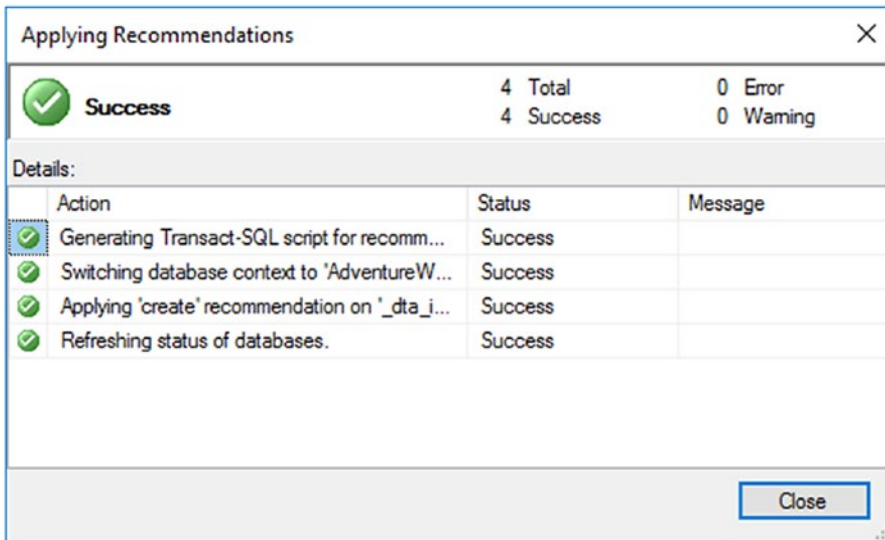 Applying Recommendations
Success
4 Total 0 Error
4 Success 0 Warning
Details:
Action Status Message
Generating Transact-SQL script for recomm... Success
Switching database context to 'AdventureW... Success
Applying 'create' recommendation on '_dta_i... Success
Refreshing status of databases. Success
Close